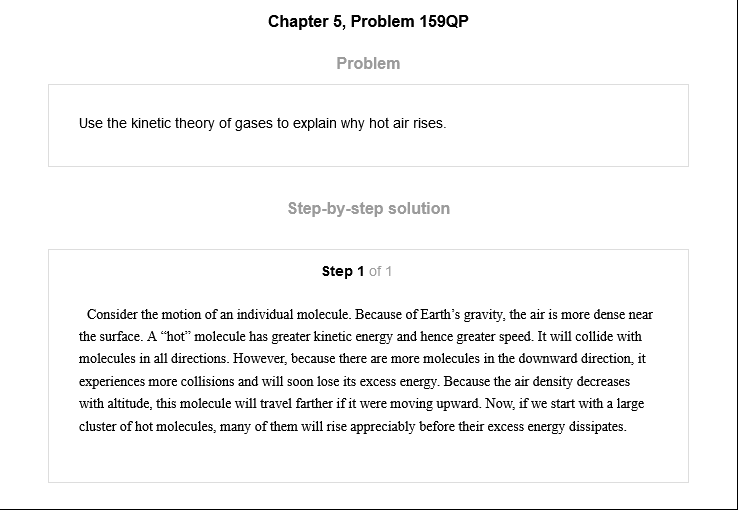 Chapter 5, Problem 159QP
Problem
Use the kinetic theory of gases to explain why hot air rises.
Step-by-step solution
Step 1 of 1
Consider the motion of an individual molecule. Because of Earth’s gravity, the air is more dense near
the surface. A “hot” molecule has greater kinetic energy and hence greater speed. It will collide with
molecules in all directions. However, because there are more molecules in the downward direction, it
experiences more collisions and will soon lose its excess energy. Because the air density decreases
with altitude, this molecule will travel farther if it were moving upward. Now, if we start with a large
cluster of hot molecules, many of them will rise appreciably before their excess energy dissipates.